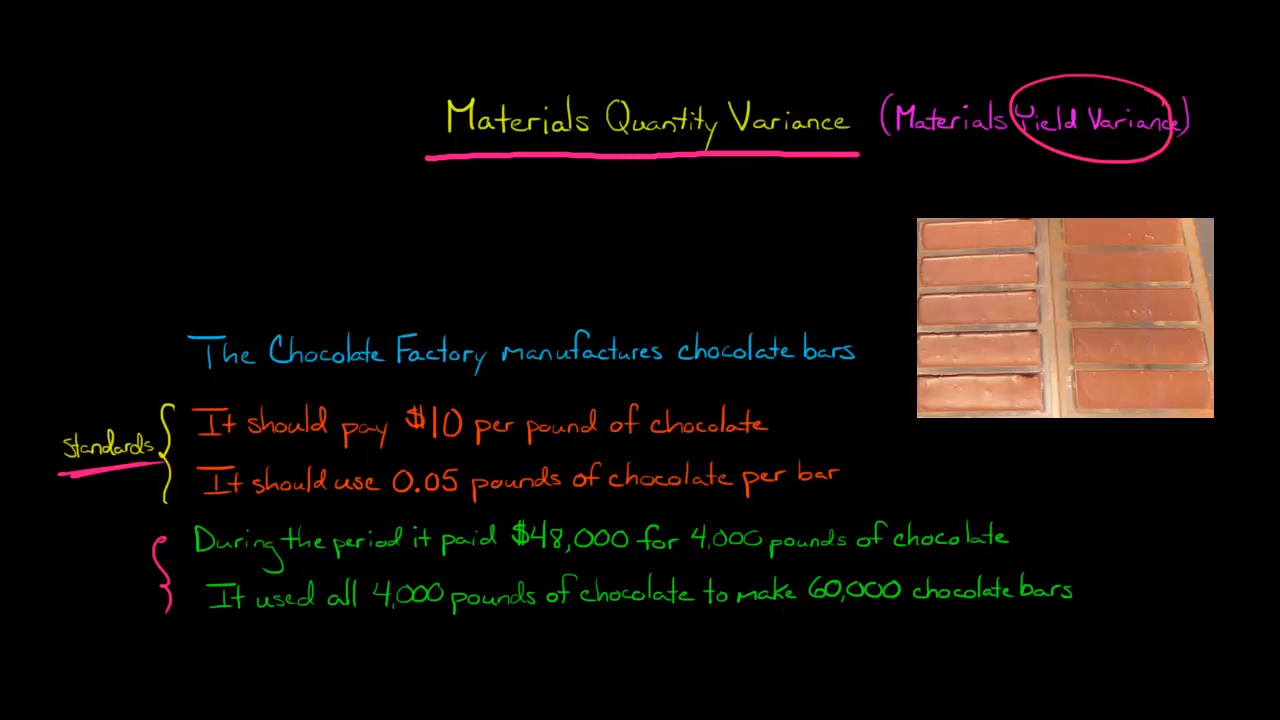 Materials Quantity Variance (Materials Yield Variance)
The Chocolate Factory manufactures chocolate bars
Standards
It should pay $10 per pound of chocolate
It should use 0.05 pounds of chocolate per bar
During the period it paid $48,000 for 4,000 pounds of chocolate
It used all 4,000 pounds of chocolate to make 60,000 chocolate bars